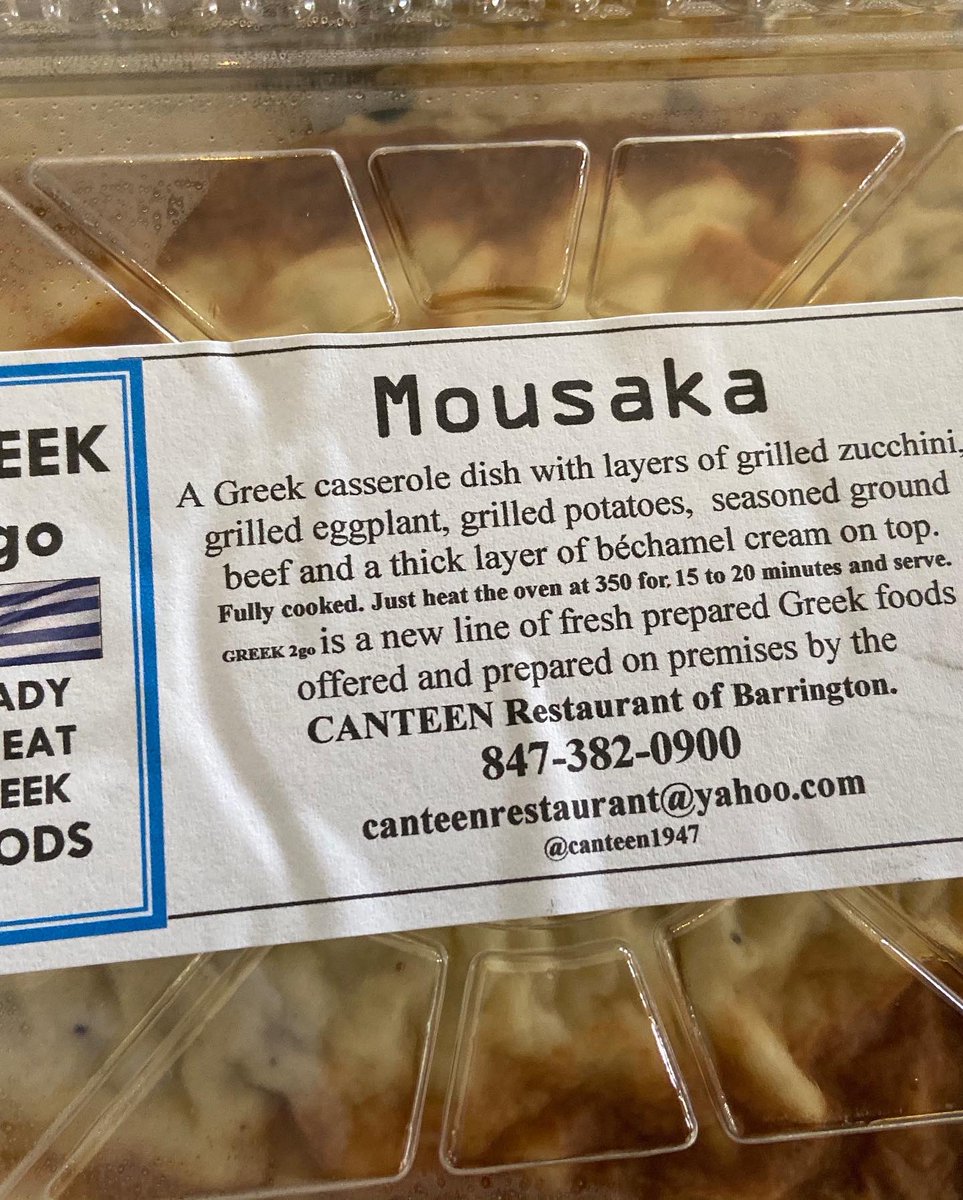 Mousaka
A Greek casserole dish with layers of grilled zucchini,
grilled eggplant, grilled potatoes, seasoned ground
beef and a thick layer of béchamel cream on top.
Fully cooked. Just heat the oven at 350 for 15 to 20 minutes and serve.
GREEK 2go is a new line of fresh prepared Greek foods
offered and prepared on premises by the
CANTEEN Restaurant of Barrington.
847-382-0900
canteenrestaurant@yahoo.com
@canteen1947
EEK
go
ADY
EAT
EEK
ODS